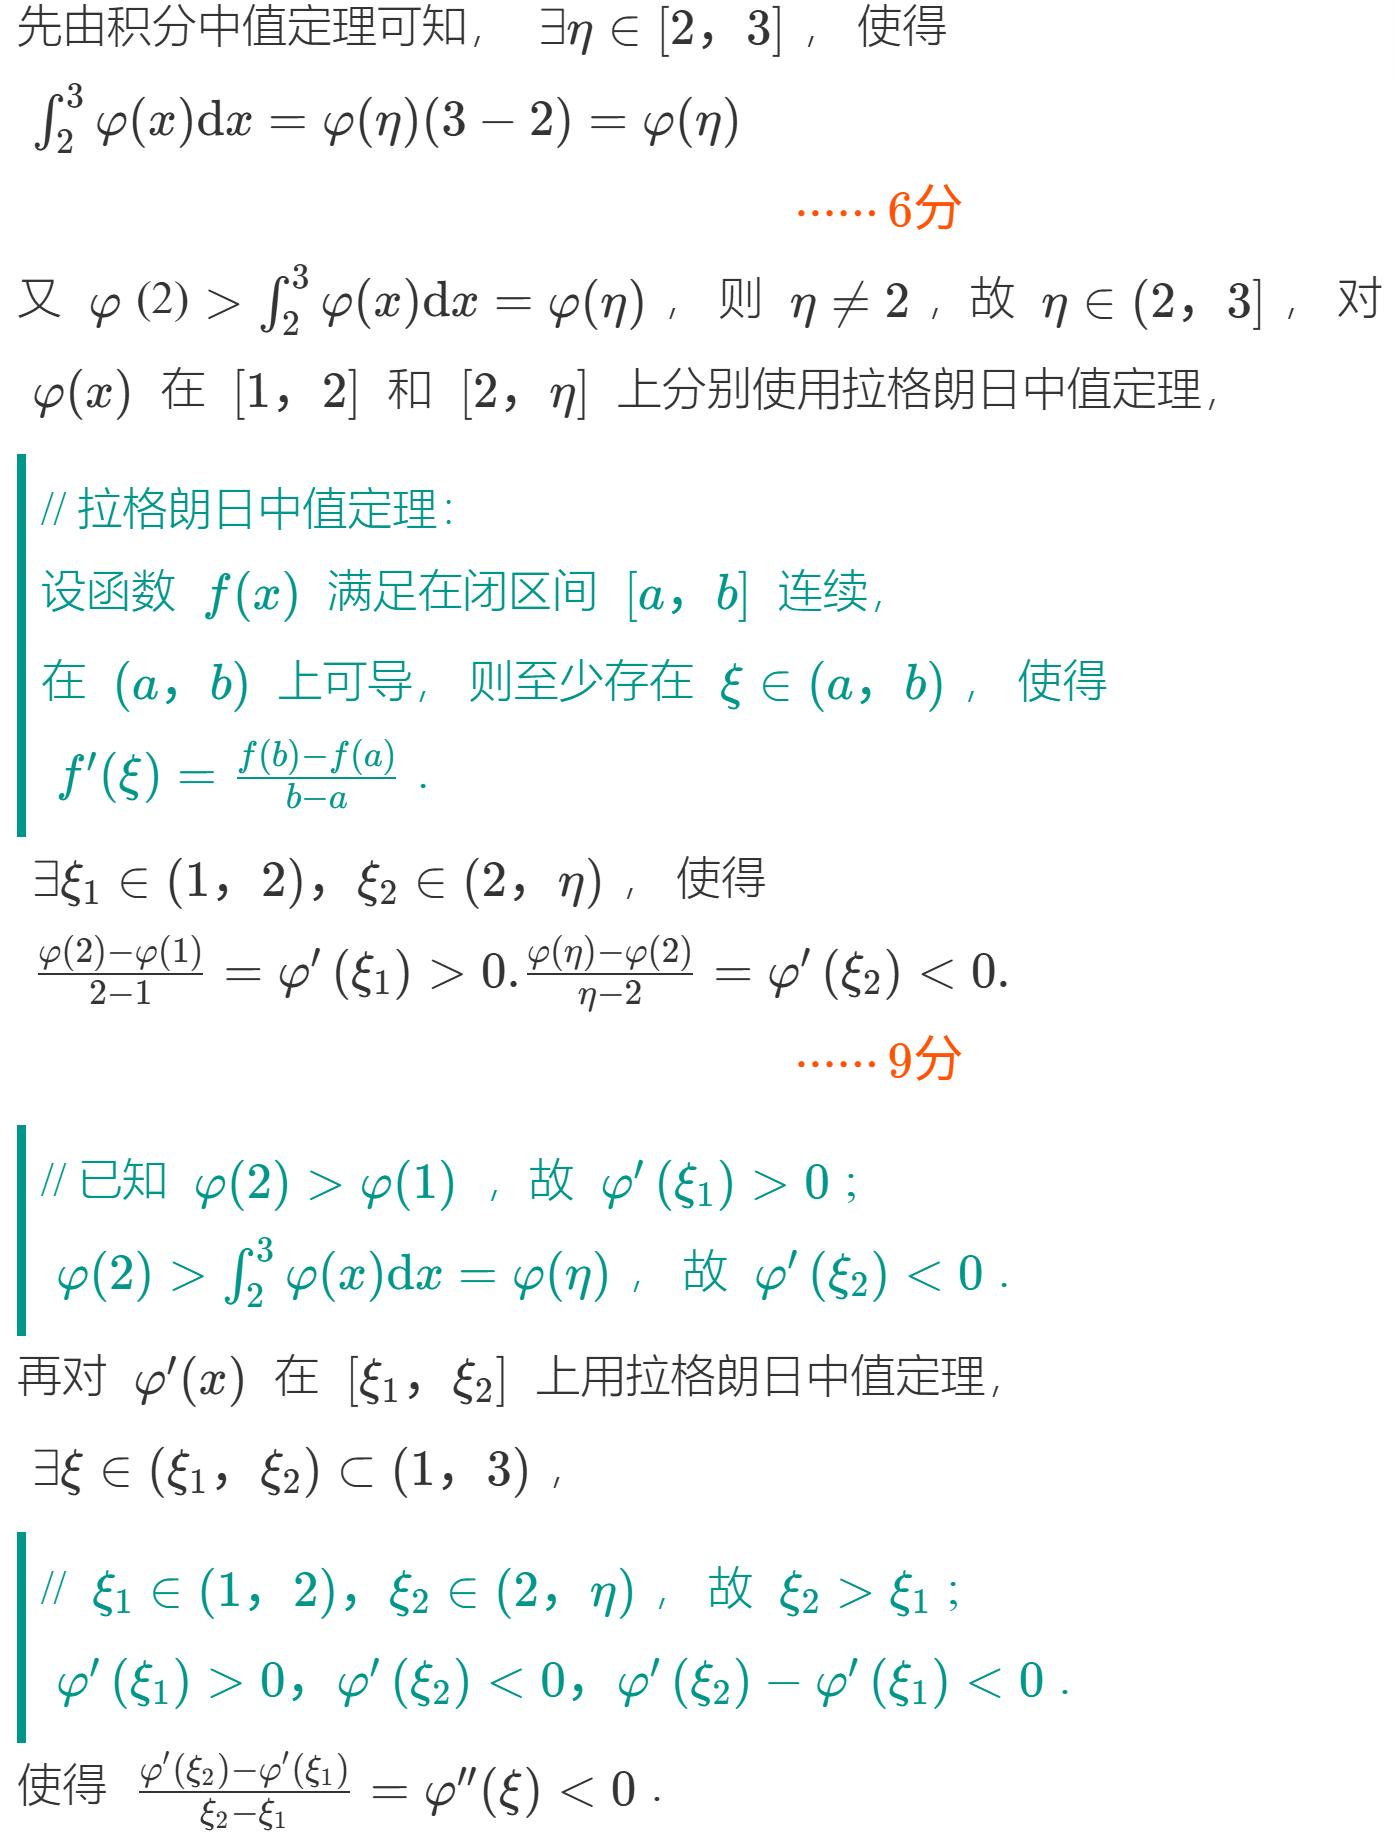 先由积分中值定理可知, ∃η ∈ [2，3] , 使得
∫₂³ φ(x)dx = φ(η)(3 − 2) = φ(η)
⋯⋯ 6分
又 φ (2) > ∫₂³ φ(x)dx = φ(η) , 则 η ≠ 2 , 故 η ∈ (2，3] , 对
φ(x) 在 [1，2] 和 [2，η] 上分别使用拉格朗日中值定理,
// 拉格朗日中值定理:
设函数 f(x) 满足在闭区间 [a，b] 连续,
在 (a，b) 上可导, 则至少存在 ξ ∈ (a，b) , 使得
f′(ξ) = (f(b)−f(a))/(b−a) .
∃ξ₁ ∈ (1，2)，ξ₂ ∈ (2，η) , 使得
(φ(2)−φ(1))/(2−1) = φ′ (ξ₁) > 0. (φ(η)−φ(2))/(η−2) = φ′ (ξ₂) < 0.
⋯⋯ 9分
// 已知 φ(2) > φ(1) , 故 φ′ (ξ₁) > 0 ;
φ(2) > ∫₂³ φ(x)dx = φ(η) , 故 φ′ (ξ₂) < 0 .
再对 φ′(x) 在 [ξ₁，ξ₂] 上用拉格朗日中值定理,
∃ξ ∈ (ξ₁，ξ₂) ⊂ (1，3) ,
// ξ₁ ∈ (1，2)，ξ₂ ∈ (2，η) , 故 ξ₂ > ξ₁ ;
φ′ (ξ₁) > 0，φ′ (ξ₂) < 0，φ′ (ξ₂) − φ′ (ξ₁) < 0 .
使得 (φ′(ξ₂)−φ′(ξ₁))/(ξ₂−ξ₁) = φ″(ξ) < 0 .